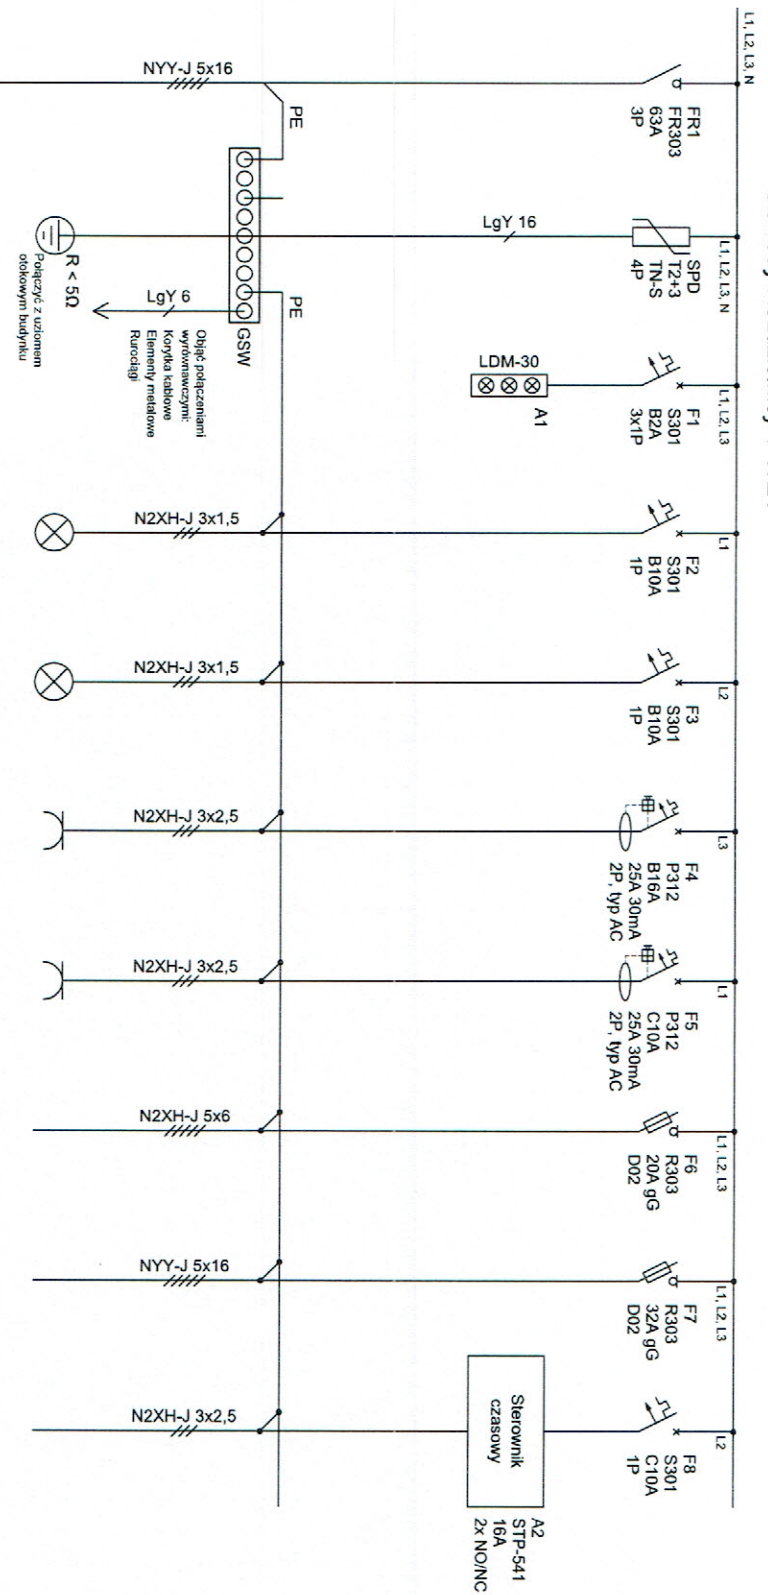 L1, L2, L3, N
FR1
FR303
63A
3P
NYY-J 5x16
PE
L1, L2, L3, N
SPD
T2+3
TN-S
4P
LgY 16
R < 5Ω
Połączyć z uziomem
otokowym budynku
GSW
PE
LgY 6
Objąć połączeniami
wyrównawczymi:
Korytka kablowe
Elementy metalowe
Rurociągi
L1, L2, L3
F1
S301
B2A
3x1P
LDM-30
A1
L1
F2
S301
B10A
1P
N2XH-J 3x1,5
L2
F3
S301
B10A
1P
N2XH-J 3x1,5
L3
F4
P312
B16A
25A 30mA
2P, typ AC
N2XH-J 3x2,5
L1
F5
P312
C10A
25A 30mA
2P, typ AC
N2XH-J 3x2,5
L1, L2, L3
F6
R303
20A gG
D02
N2XH-J 5x6
L1, L2, L3
F7
R303
32A gG
D02
NYY-J 5x16
L2
F8
S301
C10A
1P
Sterownik
czasowy
A2
STP-541
16A
2x NO/NC
N2XH-J 3x2,5